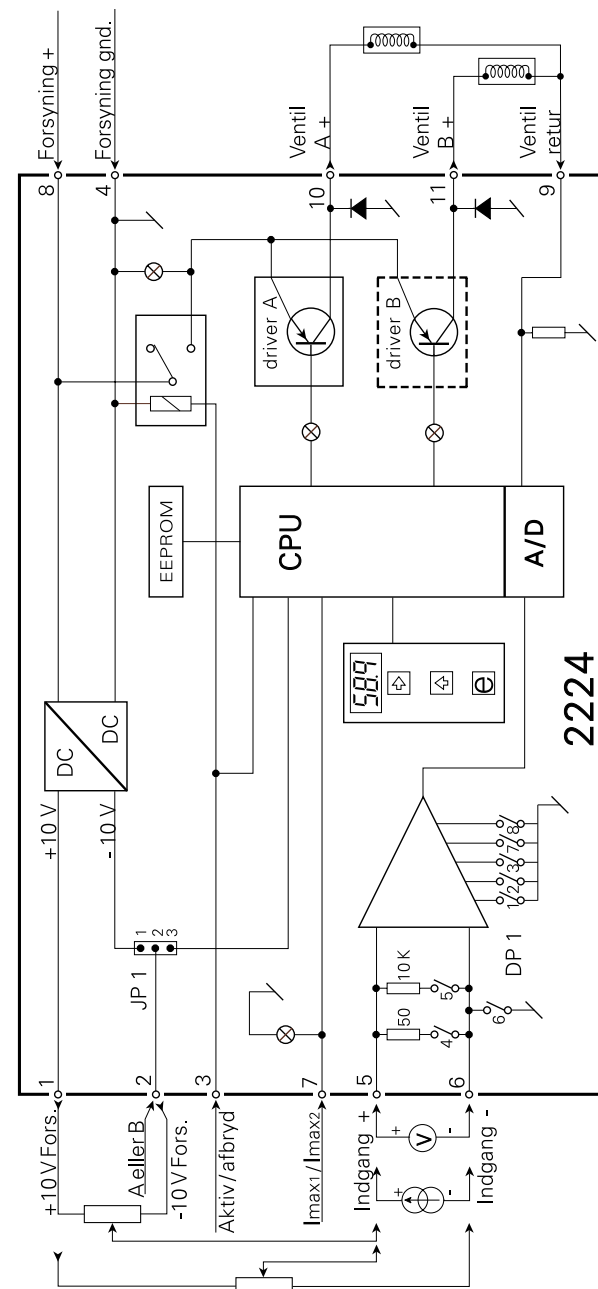 +10 V Fors.
1
A eller B
2
-10 V Fors.
Aktiv / afbryd
3
Imax1 / Imax2
7
Indgang +
5
Indgang -
6
+
V
-
+
-
+10 V
- 10 V
DC
DC
JP 1
1
2
3
50
10 K
4
5
6
DP 1
1
2
3
7
8
58.9
e
2224
EEPROM
CPU
A/D
driver A
driver B
8
Forsyning +
4
Forsyning gnd.
10
Ventil
A +
11
Ventil
B +
9
Ventil
retur